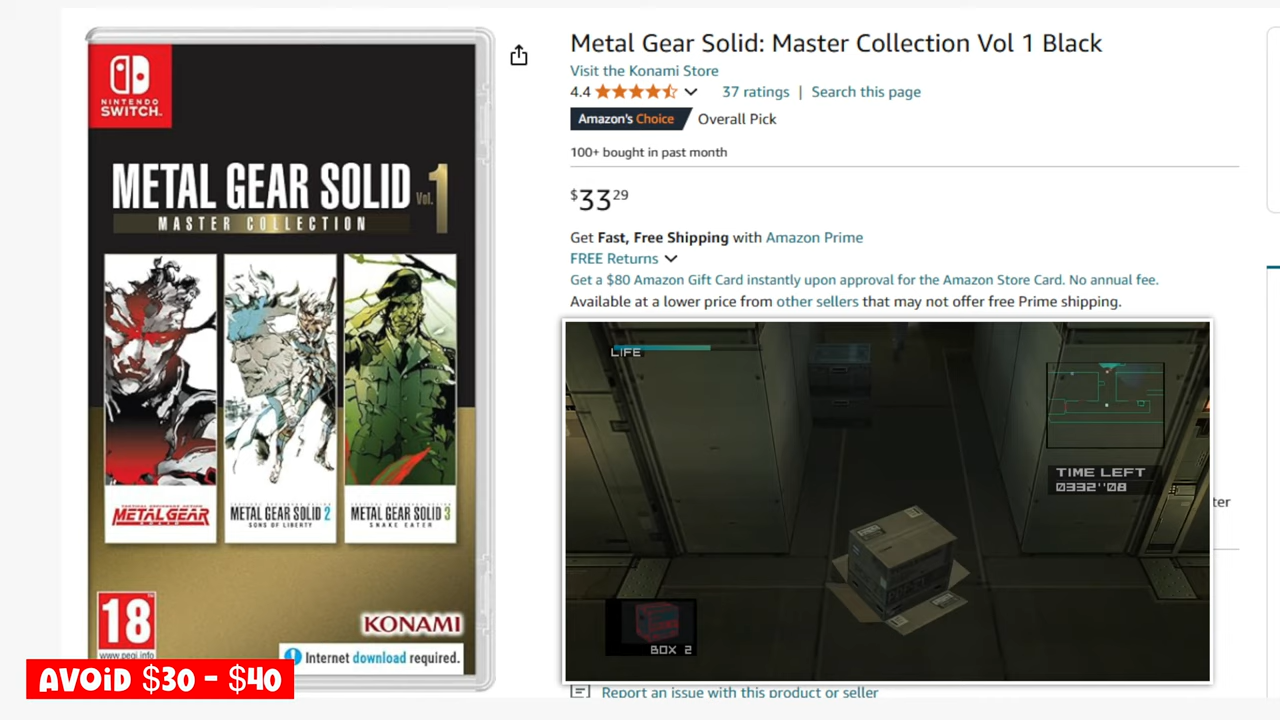 NINTENDO
SWITCH™
METAL GEAR SOLID Vol. 1
MASTER COLLECTION
METAL GEAR
SOLID
METAL GEAR SOLID 2
SONS OF LIBERTY
METAL GEAR SOLID 3
SNAKE EATER
18
www.pegi.info
KONAMI
! Internet download required.
AVOID $30 - $40
Metal Gear Solid: Master Collection Vol 1 Black
Visit the Konami Store
4.4
37 ratings | Search this page
Amazon's Choice Overall Pick
100+ bought in past month
$33 29
Get Fast, Free Shipping with Amazon Prime
FREE Returns
Get a $80 Amazon Gift Card instantly upon approval for the Amazon Store Card. No annual fee.
Available at a lower price from other sellers that may not offer free Prime shipping.
LIFE
TIME LEFT
0332"08
BOX 2
ter
Report an issue with this product or seller